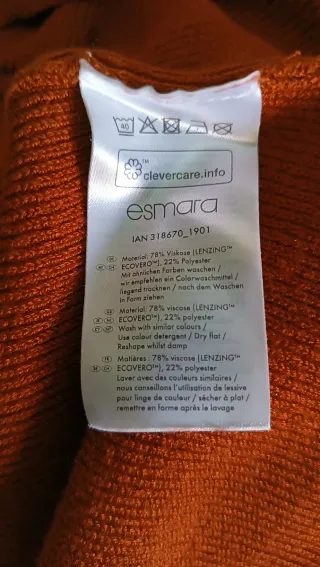 40
clevercare.info
esmara
IAN 318670_1901
Material: 78% Viskose (LENZING™
ECOVERO™), 22% Polyester
Mit ähnlichen Farben waschen /
wir empfehlen ein Colorwaschmittel /
liegend trocknen / nach dem Waschen
in Form ziehen
Material: 78% viscose (LENZING™
ECOVERO™), 22% polyester
Wash with similar colours /
Use colour detergent / Dry flat /
Reshape whilst damp
Matières : 78% viscose (LENZING™
ECOVERO™), 22% polyester
Laver avec des couleurs similaires /
nous conseillons l'utilisation de lessive
pour linge de couleur / sécher à plat /
remettre en forme après le lavage